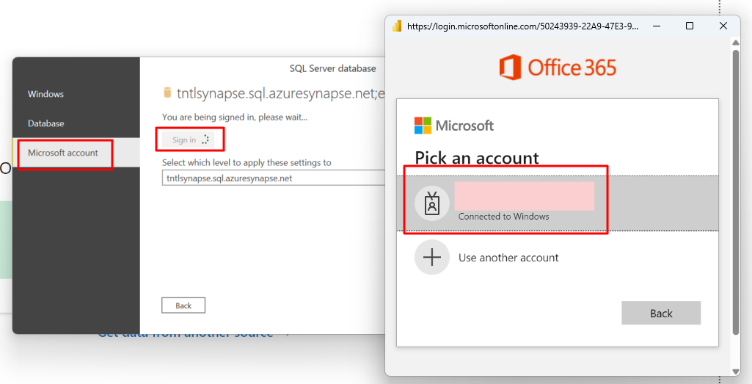 https://login.microsoftonline.com/50243939-22A9-47E3-9...
Office 365
Microsoft
Pick an account
Connected to Windows
Use another account
Back
SQL Server database
Windows
Database
Microsoft account
tntlsynapse.sql.azuresynapse.net;e
You are being signed in, please wait...
Sign in
Select which level to apply these settings to
tntlsynapse.sql.azuresynapse.net
Back
Get data from another source